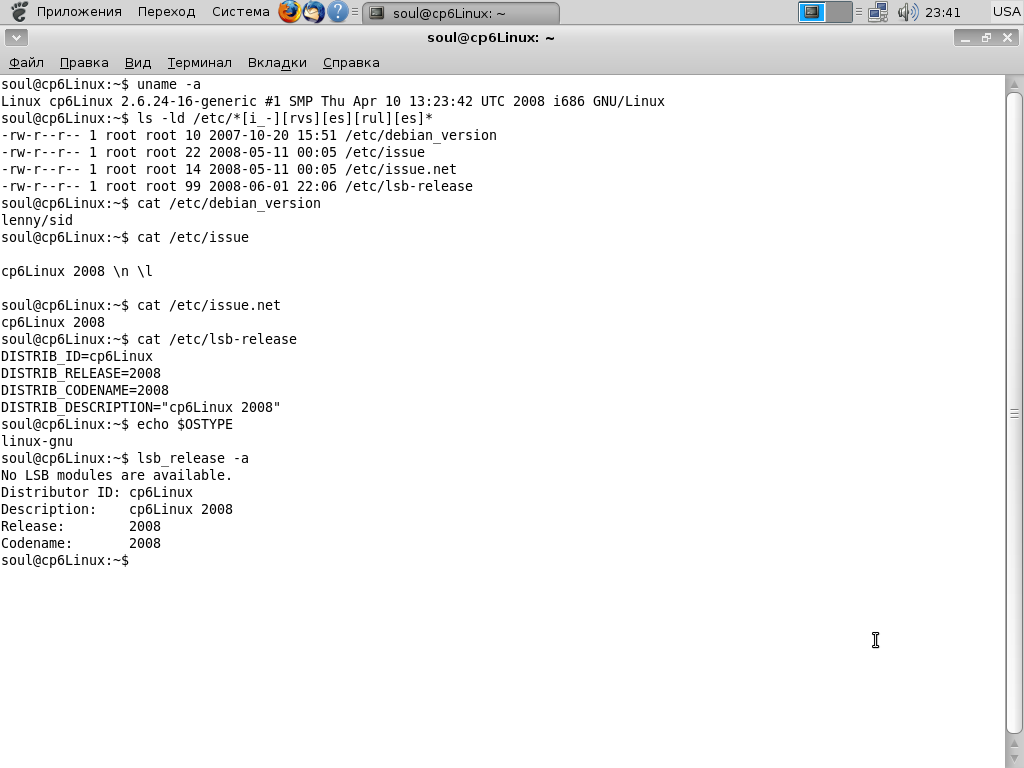 Приложения Переход Система soul@cp6Linux: ~ 23:41 USA
soul@cp6Linux: ~
Файл Правка Вид Терминал Вкладки Справка
soul@cp6Linux:~$ uname -a
Linux cp6Linux 2.6.24-16-generic #1 SMP Thu Apr 10 13:23:42 UTC 2008 i686 GNU/Linux
soul@cp6Linux:~$ ls -ld /etc/*[i_-][rvs][es][rul][es]*
-rw-r--r-- 1 root root 10 2007-10-20 15:51 /etc/debian_version
-rw-r--r-- 1 root root 22 2008-05-11 00:05 /etc/issue
-rw-r--r-- 1 root root 14 2008-05-11 00:05 /etc/issue.net
-rw-r--r-- 1 root root 99 2008-06-01 22:06 /etc/lsb-release
soul@cp6Linux:~$ cat /etc/debian_version
lenny/sid
soul@cp6Linux:~$ cat /etc/issue
cp6Linux 2008 \n \l
soul@cp6Linux:~$ cat /etc/issue.net
cp6Linux 2008
soul@cp6Linux:~$ cat /etc/lsb-release
DISTRIB_ID=cp6Linux
DISTRIB_RELEASE=2008
DISTRIB_CODENAME=2008
DISTRIB_DESCRIPTION="cp6Linux 2008"
soul@cp6Linux:~$ echo $OSTYPE
linux-gnu
soul@cp6Linux:~$ lsb_release -a
No LSB modules are available.
Distributor ID: cp6Linux
Description:    cp6Linux 2008
Release:        2008
Codename:       2008
soul@cp6Linux:~$